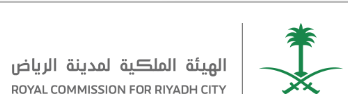 الهيئة الملكية لمدينة الرياض
ROYAL COMMISSION FOR RIYADH CITY